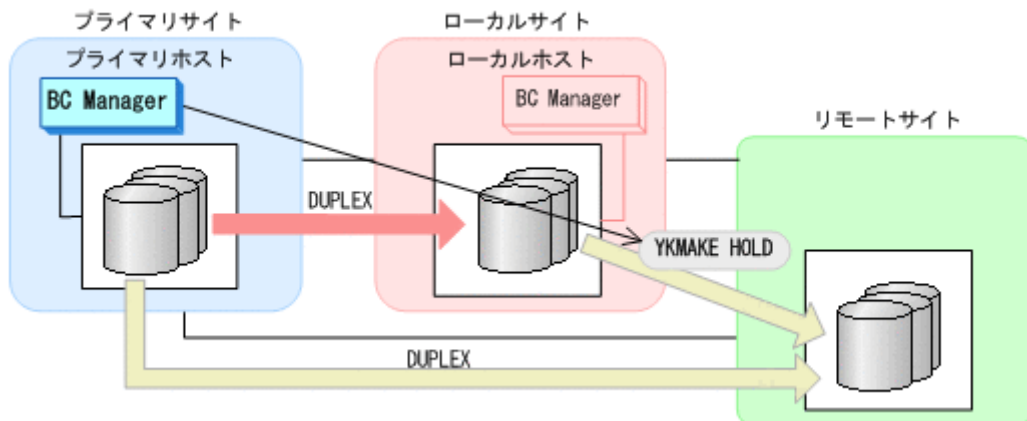 プライマリサイト
ローカルサイト
プライマリホスト
ローカルホスト
BC Manager
BC Manager
リモートサイト
DUPLEX
YKMAKE HOLD
DUPLEX